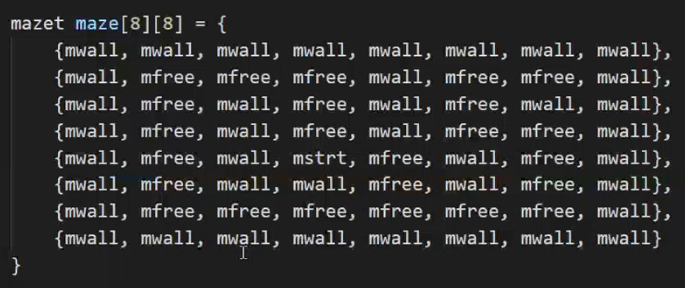 mazet maze[8][8] = {
{mwall, mwall, mwall, mwall, mwall, mwall, mwall, mwall},
{mwall, mfree, mfree, mfree, mwall, mfree, mfree, mwall},
{mwall, mfree, mwall, mfree, mwall, mfree, mwall, mwall},
{mwall, mfree, mwall, mfree, mwall, mfree, mfree, mwall},
{mwall, mfree, mwall, mstrt, mfree, mwall, mfree, mwall},
{mwall, mfree, mwall, mwall, mfree, mwall, mfree, mwall},
{mwall, mfree, mfree, mfree, mfree, mfree, mfree, mwall},
{mwall, mwall, mwall, mwall, mwall, mwall, mwall, mwall}
}